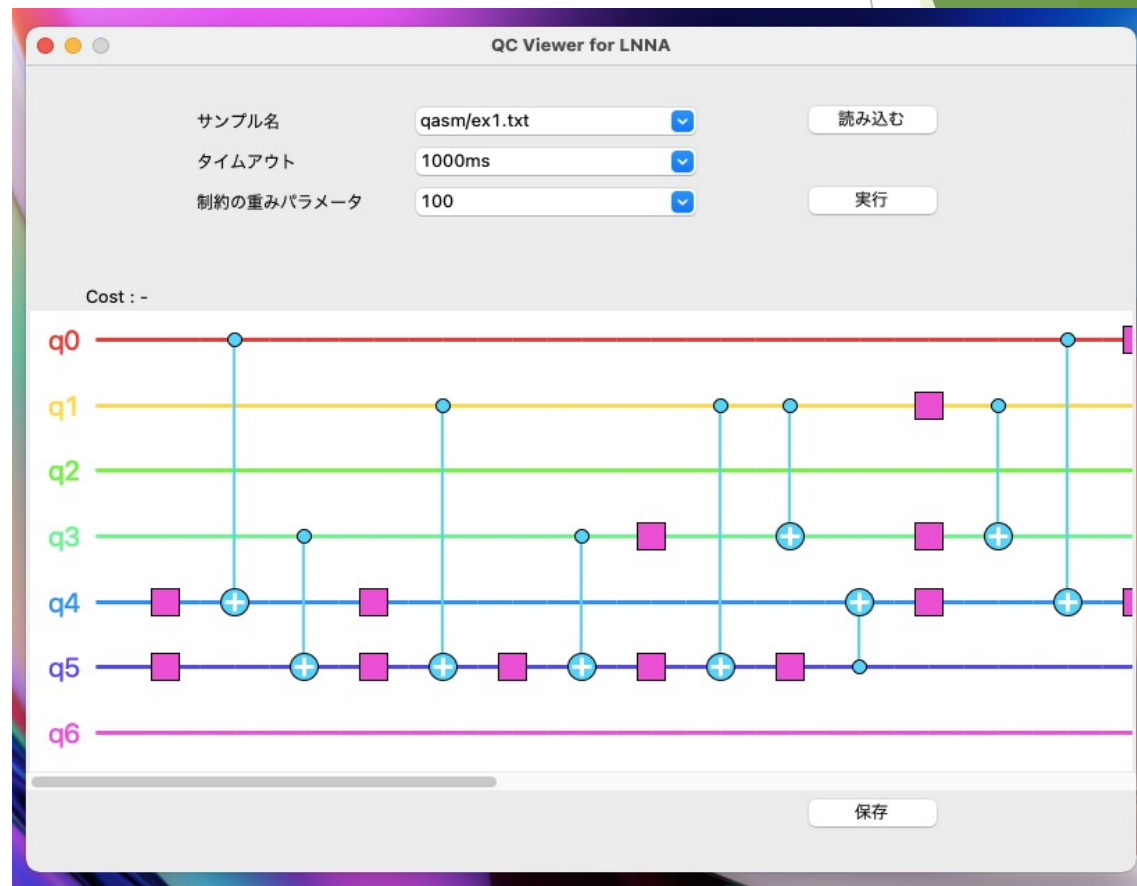 QC Viewer for LNNA
サンプル名 qasm/ex1.txt 読み込む
タイムアウト 1000ms
制約の重みパラメータ 100 実行
Cost : -
q0
q1
q2
q3
q4
q5
q6
保存